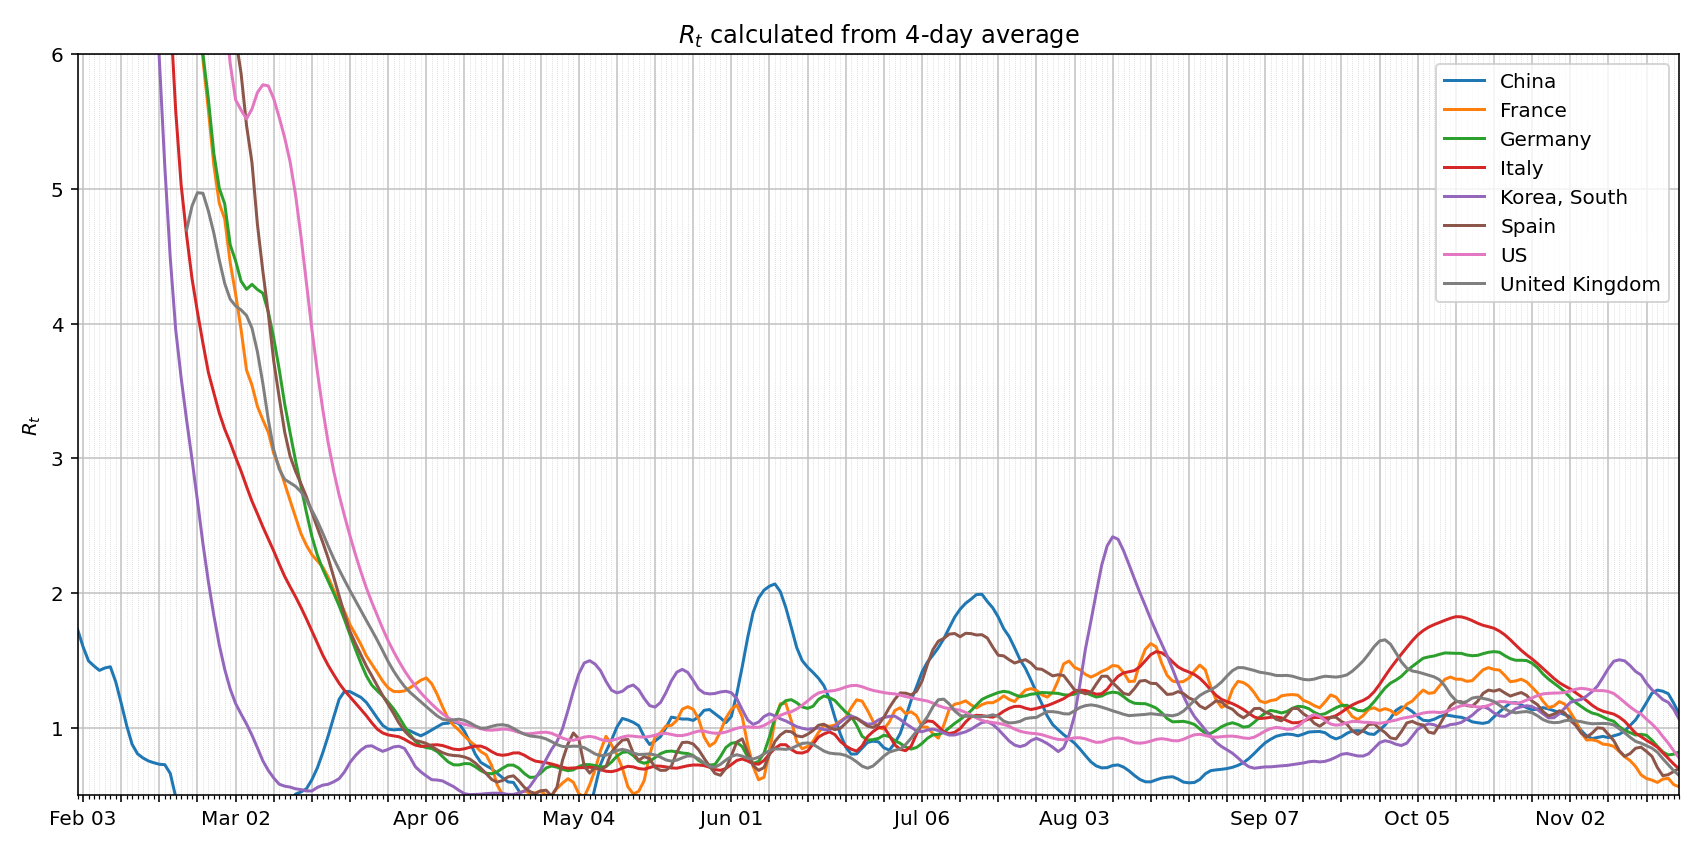 R_t calculated from 4-day average
6
5
4
3
2
1
R_t
China
France
Germany
Italy
Korea, South
Spain
US
United Kingdom
Feb 03 Mar 02 Apr 06 May 04 Jun 01 Jul 06 Aug 03 Sep 07 Oct 05 Nov 02